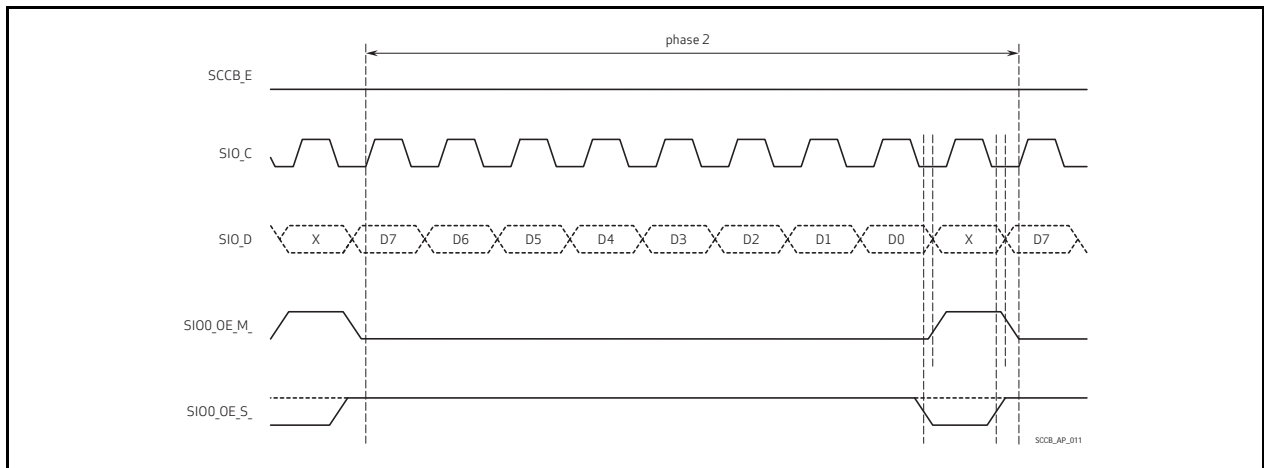 phase 2
SCCB_E
SIO_C
SIO_D X D7 D6 D5 D4 D3 D2 D1 D0 X D7
SIO0_OE_M_
SIO0_OE_S_
SCCB_AP_011